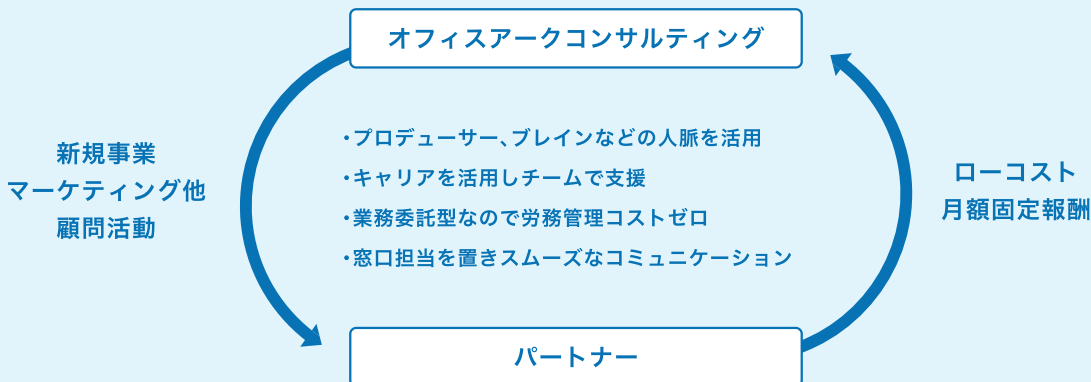 オフィスアークコンサルティング
新規事業
マーケティング他
顧問活動
・プロデューサー、ブレインなどの人脈を活用
・キャリアを活用しチームで支援
・業務委託型なので労務管理コストゼロ
・窓口担当を置きスムーズなコミュニケーション
ローコスト
月額固定報酬
パートナー